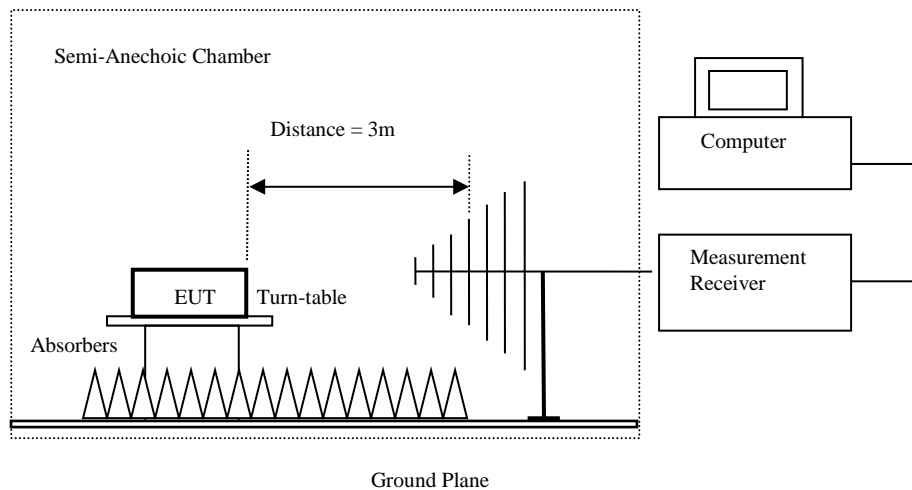 Semi-Anechoic Chamber
Distance = 3m
Computer
Measurement
Receiver
EUT
Turn-table
Absorbers
Ground Plane